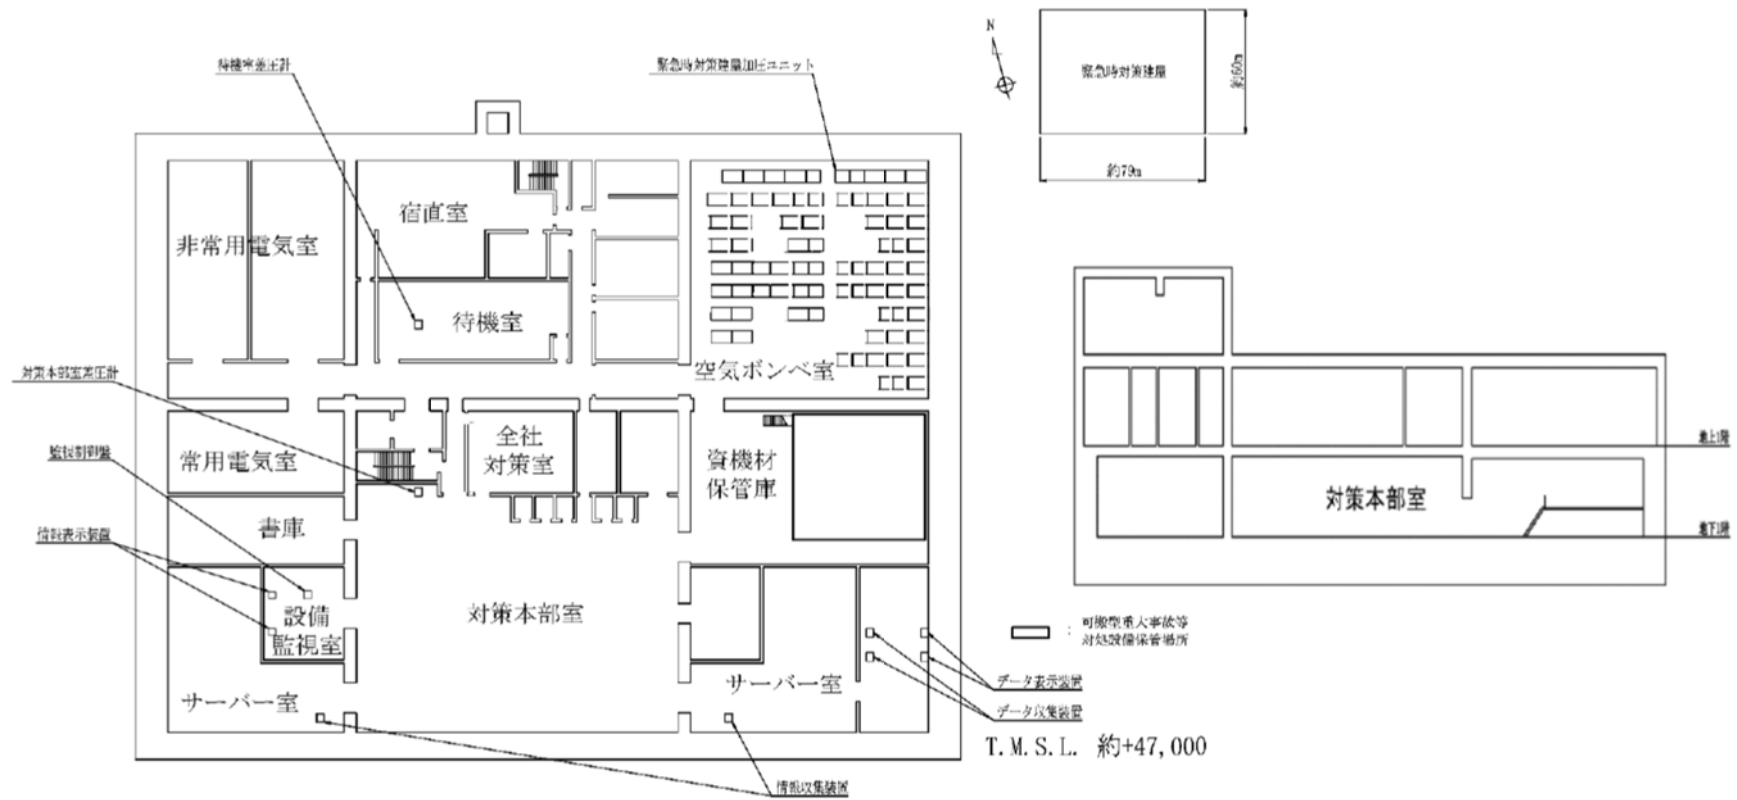 N
待機室差圧計
緊急時対策建屋加圧ユニット
緊急時対策建屋
約60m
約79m
宿直室
非常用電気室
待機室
空気ボンベ室
対策本部室差圧計
全社
対策室
常用電気室
監視制御盤
資機材
保管庫
地上1階
対策本部室
書庫
情報表示装置
地下1階
設備
監視室
対策本部室
可搬型重大事故等
対処設備保管場所
:
サーバー室
サーバー室
データ表示装置
データ収集装置
T.M.S.L. 約+47,000
情報収集装置